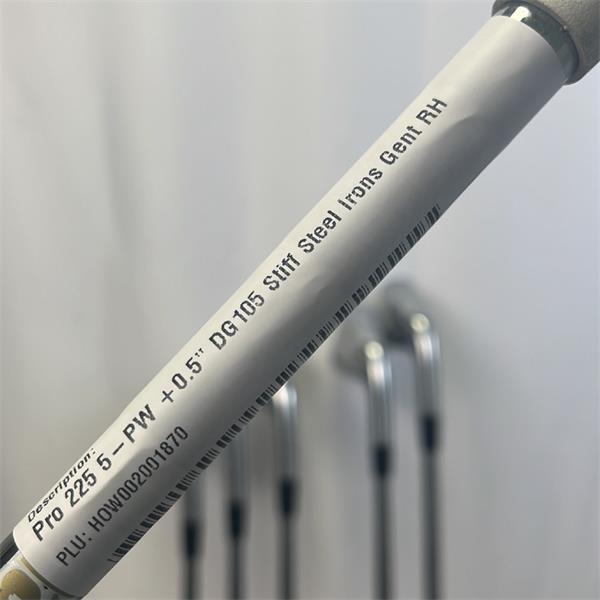 Description:
Pro 225 5-PW +0.5" DG105 Stiff Steel Irons Gent RH
PLU: HOW002001870